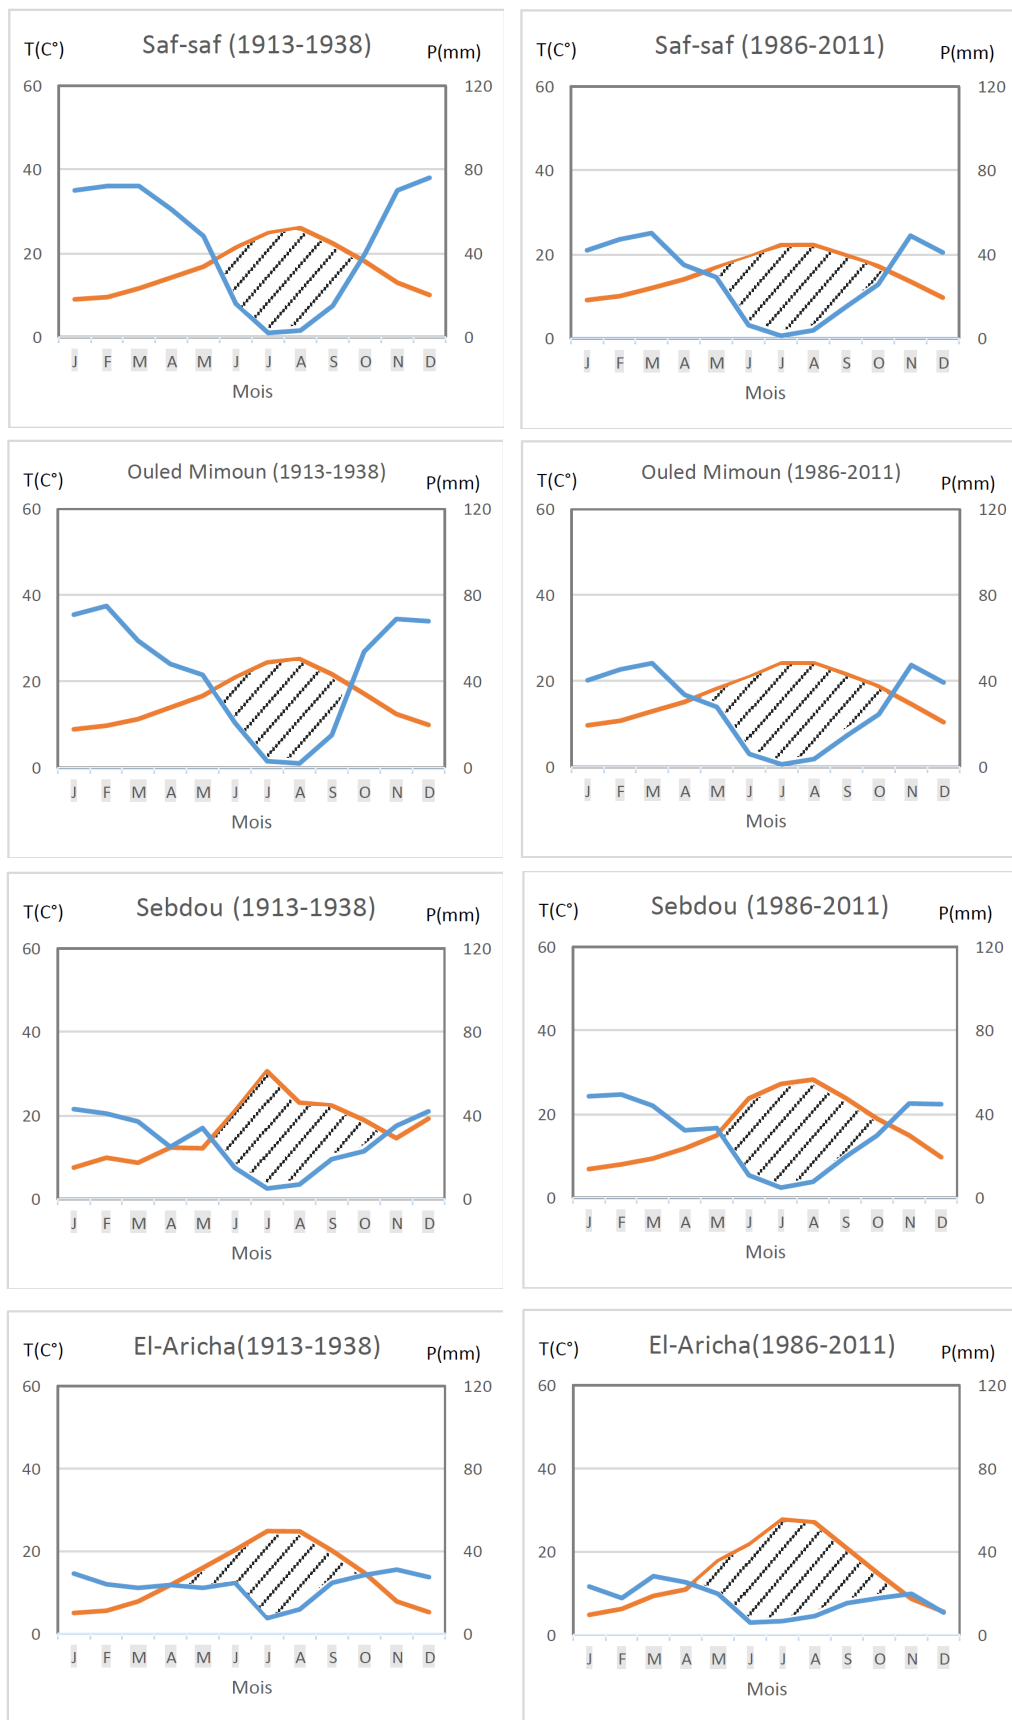 Saf-saf (1913-1938)
T(C°)
P(mm)
60
120
40
80
20
40
0
0
J F M A M J J A S O N D
Mois
Saf-saf (1986-2011)
T(C°)
P(mm)
60
120
40
80
20
40
0
0
J F M A M J J A S O N D
Mois
Ouled Mimoun (1913-1938)
T(C°)
P(mm)
60
120
40
80
20
40
0
0
J F M A M J J A S O N D
Mois
Ouled Mimoun (1986-2011)
T(C°)
P(mm)
60
120
40
80
20
40
0
0
J F M A M J J A S O N D
Mois
Sebdou (1913-1938)
T(C°)
P(mm)
60
120
40
80
20
40
0
0
J F M A M J J A S O N D
Mois
Sebdou (1986-2011)
T(C°)
P(mm)
60
120
40
80
20
40
0
0
J F M A M J J A S O N D
Mois
El-Aricha(1913-1938)
T(C°)
P(mm)
60
120
40
80
20
40
0
0
J F M A M J J A S O N D
Mois
El-Aricha(1986-2011)
T(C°)
P(mm)
60
120
40
80
20
40
0
0
J F M A M J J A S O N D
Mois